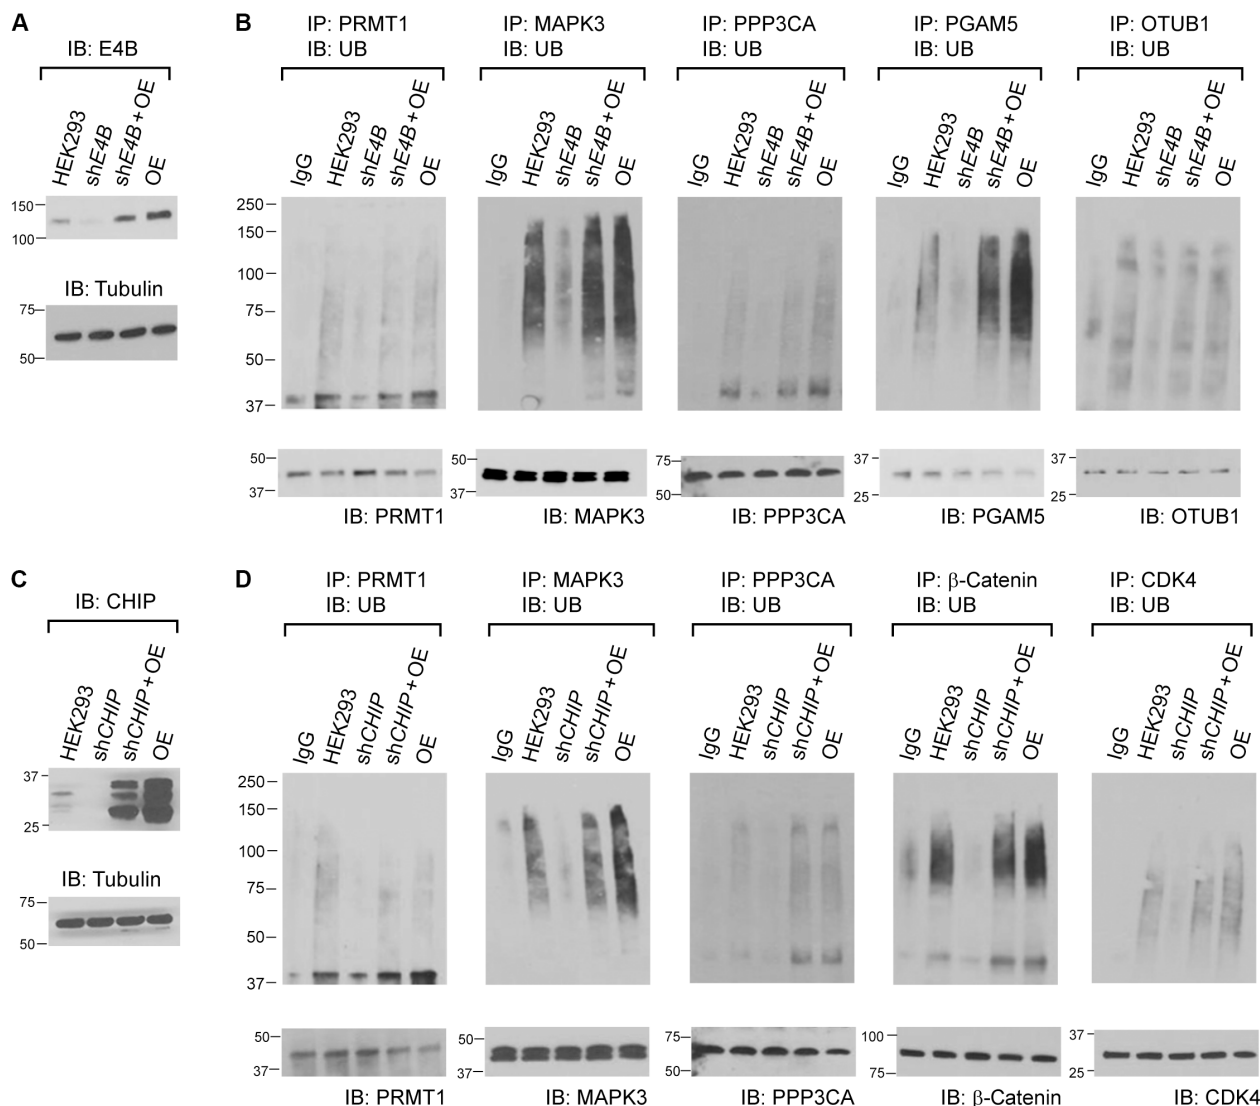 A
IB: E4B
HEK293
shE4B
shE4B+OE
OE
150
100
IB: Tubulin
75
50
B
IP: PRMT1
IB: UB
IgG
HEK293
shE4B
shE4B+OE
OE
250
150
100
75
50
37
50
37
IB: PRMT1
IP: MAPK3
IB: UB
IgG
HEK293
shE4B
shE4B+OE
OE
50
37
IB: MAPK3
IP: PPP3CA
IB: UB
IgG
HEK293
shE4B
shE4B+OE
OE
75
50
IB: PPP3CA
IP: PGAM5
IB: UB
IgG
HEK293
shE4B
shE4B+OE
OE
37
25
IB: PGAM5
IP: OTUB1
IB: UB
IgG
HEK293
shE4B
shE4B+OE
OE
37
25
IB: OTUB1
C
IB: CHIP
HEK293
shCHIP
shCHIP+OE
OE
37
25
IB: Tubulin
75
50
D
IP: PRMT1
IB: UB
IgG
HEK293
shCHIP
shCHIP+OE
OE
250
150
100
75
50
37
50
37
IB: PRMT1
IP: MAPK3
IB: UB
IgG
HEK293
shCHIP
shCHIP+OE
OE
50
37
IB: MAPK3
IP: PPP3CA
IB: UB
IgG
HEK293
shCHIP
shCHIP+OE
OE
75
50
IB: PPP3CA
IP: β-Catenin
IB: UB
IgG
HEK293
shCHIP
shCHIP+OE
OE
100
75
IB: β-Catenin
IP: CDK4
IB: UB
IgG
HEK293
shCHIP
shCHIP+OE
OE
37
25
IB: CDK4